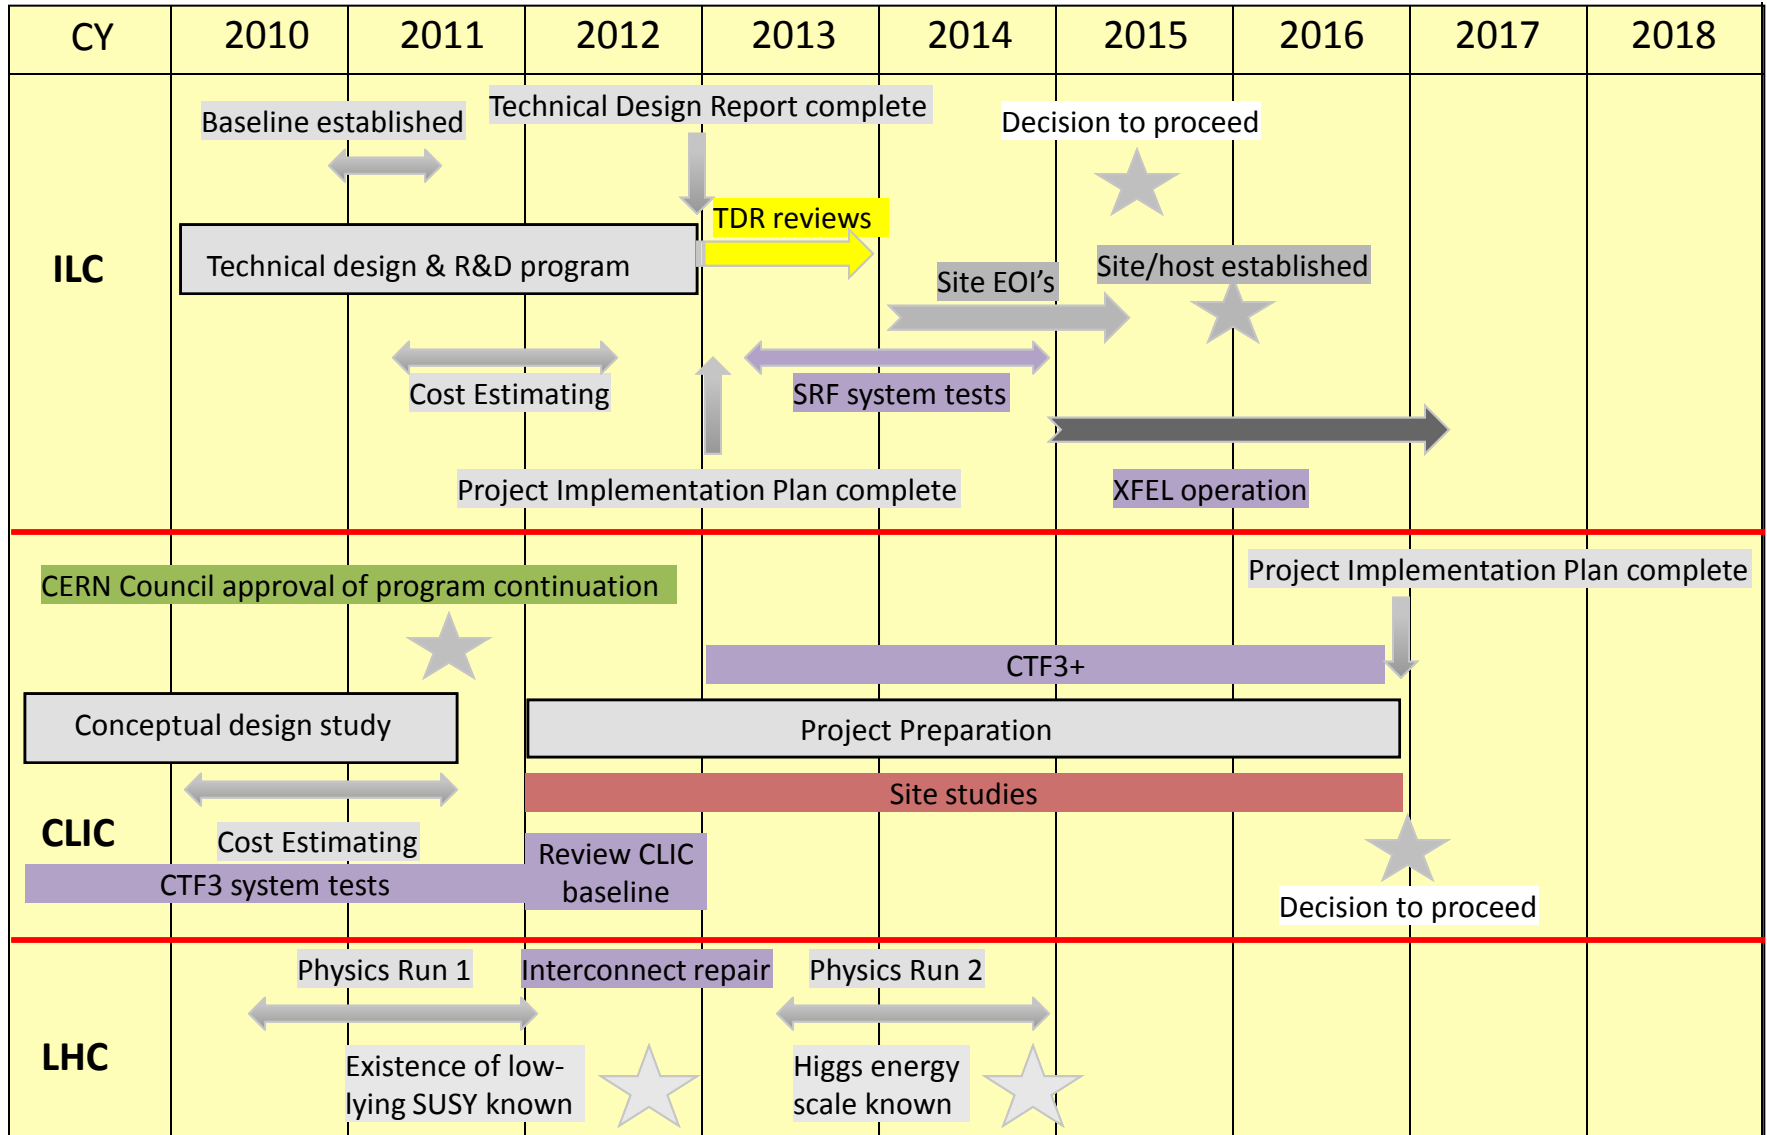 CY 2010 2011 2012 2013 2014 2015 2016 2017 2018
Technical Design Report complete
Baseline established
Decision to proceed
TDR reviews
ILC
Technical design & R&D program
Site/host established
Site EOI's
Cost Estimating
SRF system tests
Project Implementation Plan complete
XFEL operation
Project Implementation Plan complete
CERN Council approval of program continuation
CTF3+
Conceptual design study
Project Preparation
Site studies
CLIC
Cost Estimating
Review CLIC
baseline
CTF3 system tests
Decision to proceed
Physics Run 1
Interconnect repair
Physics Run 2
LHC
Existence of low-
lying SUSY known
Higgs energy
scale known